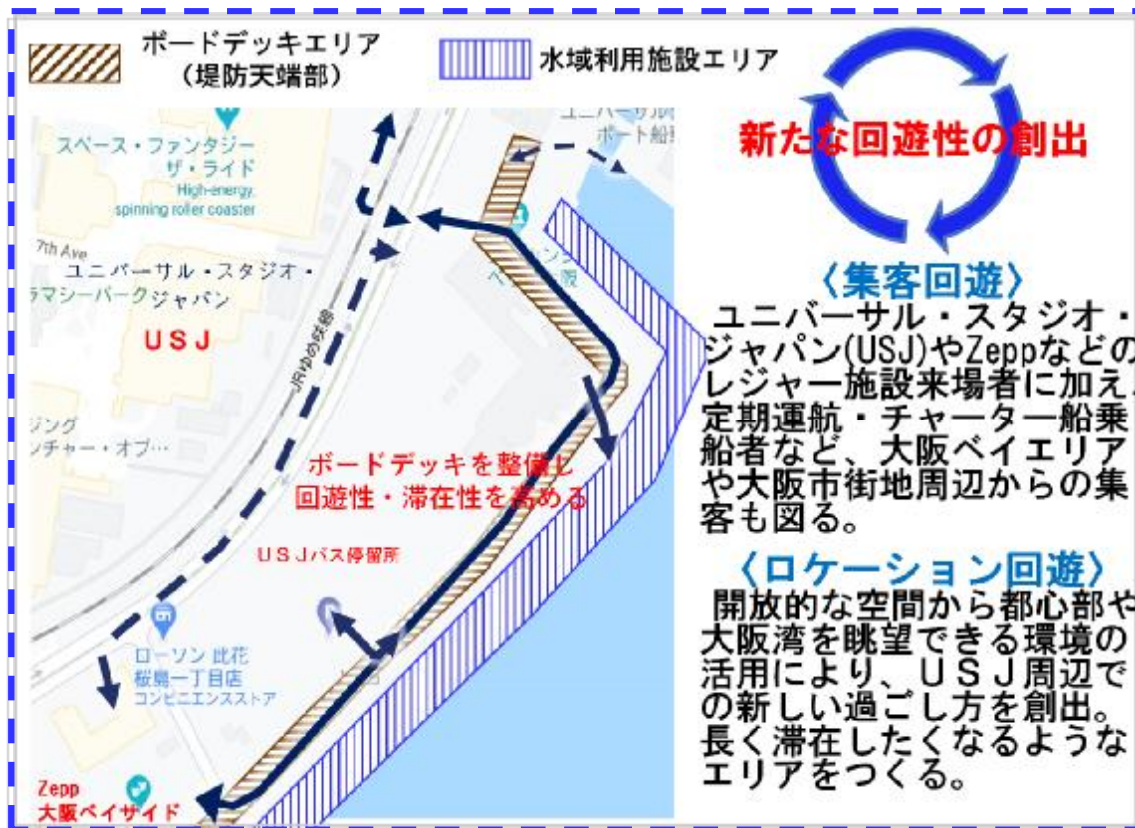 ボードデッキエリア
（堤防天端部）
水域利用施設エリア
新たな回遊性の創出
スペース・ファンタジー・
ザ・ライド
High-energy,
spinning roller coaster
7th Ave
ユニバーサル・スタジオ・
ラマシーパークジャパン
ＵＳＪ
JRゆめ咲線
ジング
ンチャー・オブ…
ボードデッキを整備し
回遊性・滞在性を高める
ＵＳＪバス停留所
ローソン 此花
桜島一丁目店
コンビニエンスストア
Zepp
大阪ベイサイド
〈集客回遊〉
ユニバーサル・スタジオ・
ジャパン(USJ)やZeppなどの
レジャー施設来場者に加え、
定期運航・チャーター船乗
船者など、大阪ベイエリア
や大阪市街地周辺からの集
客も図る。
〈ロケーション回遊〉
開放的な空間から都心部や
大阪湾を眺望できる環境の
活用により、ＵＳＪ周辺で
の新しい過ごし方を創出。
長く滞在したくなるような
エリアをつくる。